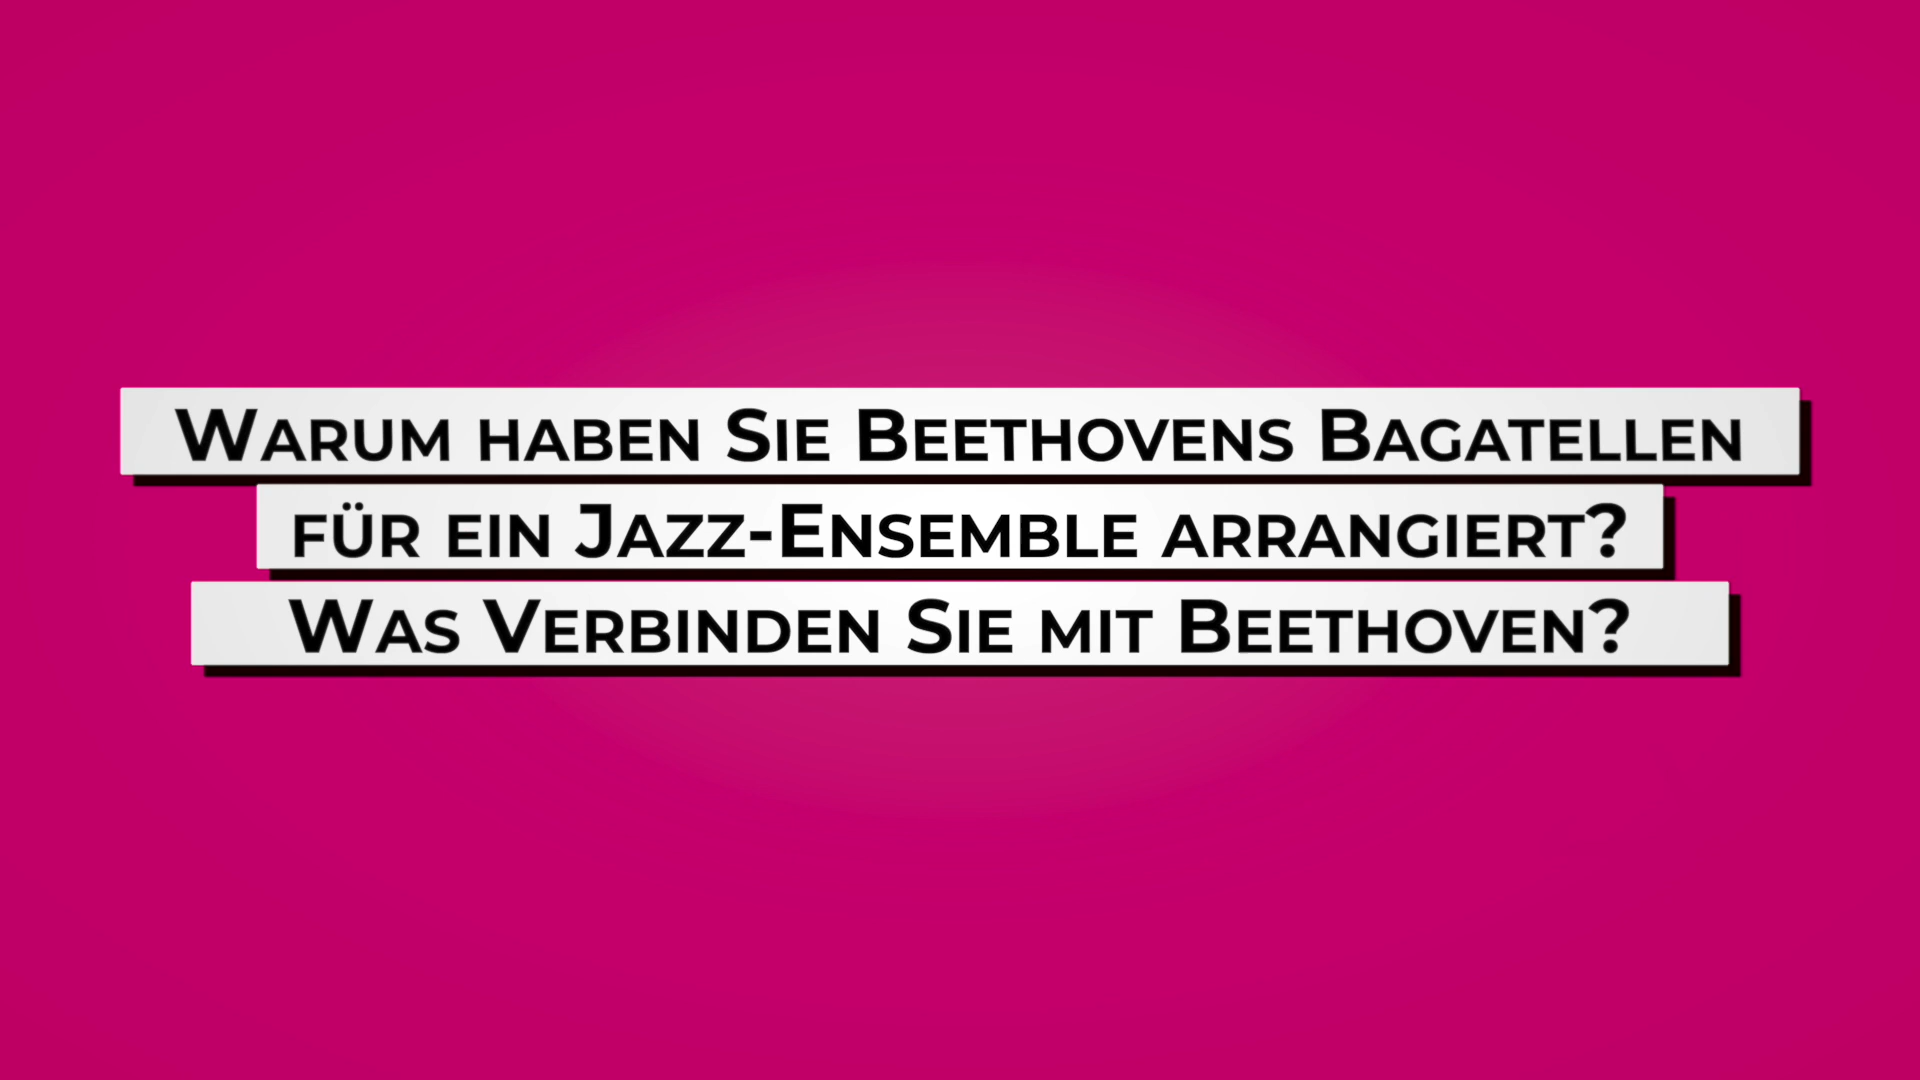 Warum haben Sie Beethovens Bagatellen
für ein Jazz-Ensemble arrangiert?
Was Verbinden Sie mit Beethoven?